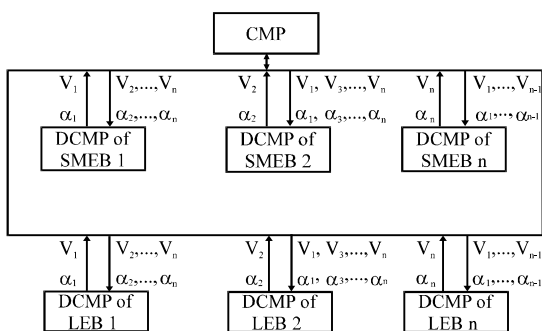 CMP
V₁ V₂,...,Vₙ V₂ V₁, V₃,...,Vₙ Vₙ V₁,...,Vₙ₋₁
α₁ α₂,...,αₙ α₂ α₁, α₃,...,αₙ αₙ α₁,...,αₙ₋₁
DCMP of SMEB 1
DCMP of SMEB 2
DCMP of SMEB n
V₁ V₂,...,Vₙ V₂ V₁, V₃,...,Vₙ Vₙ V₁,...,Vₙ₋₁
α₁ α₂,...,αₙ α₂ α₁, α₃,...,αₙ αₙ α₁,...,αₙ₋₁
DCMP of LEB 1
DCMP of LEB 2
DCMP of LEB n